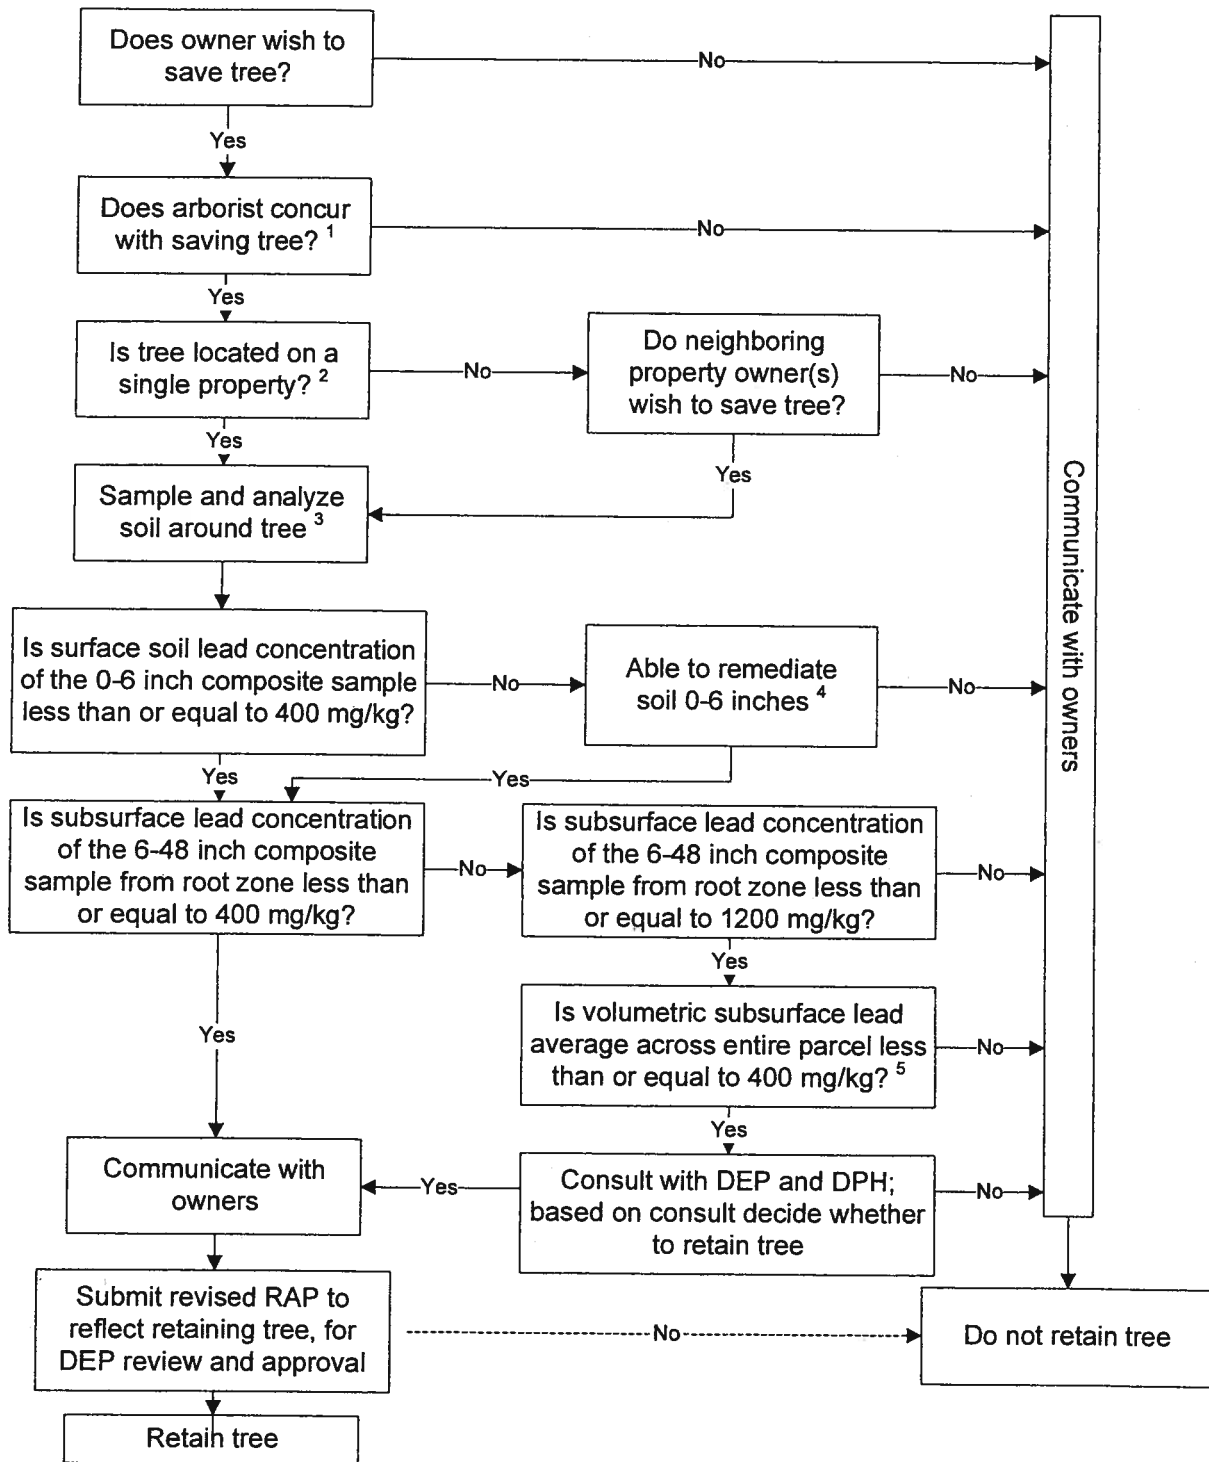 Does owner wish to
save tree?
No
Yes
Does arborist concur
with saving tree? 1
No
Yes
Is tree located on a
single property? 2
No
Do neighboring
property owner(s)
wish to save tree?
No
Yes
Yes
Sample and analyze
soil around tree 3
Communicate with owners
Is surface soil lead concentration
of the 0-6 inch composite sample
less than or equal to 400 mg/kg?
No
Able to remediate
soil 0-6 inches 4
No
Yes
Yes
Is subsurface lead concentration
of the 6-48 inch composite
sample from root zone less than
or equal to 400 mg/kg?
No
Is subsurface lead concentration
of the 6-48 inch composite
sample from root zone less than
or equal to 1200 mg/kg?
No
Yes
Yes
Is volumetric subsurface lead
average across entire parcel less
than or equal to 400 mg/kg? 5
No
Yes
Communicate with
owners
Yes
Consult with DEP and DPH;
based on consult decide whether
to retain tree
No
Submit revised RAP to
reflect retaining tree, for
DEP review and approval
No
Do not retain tree
Retain tree